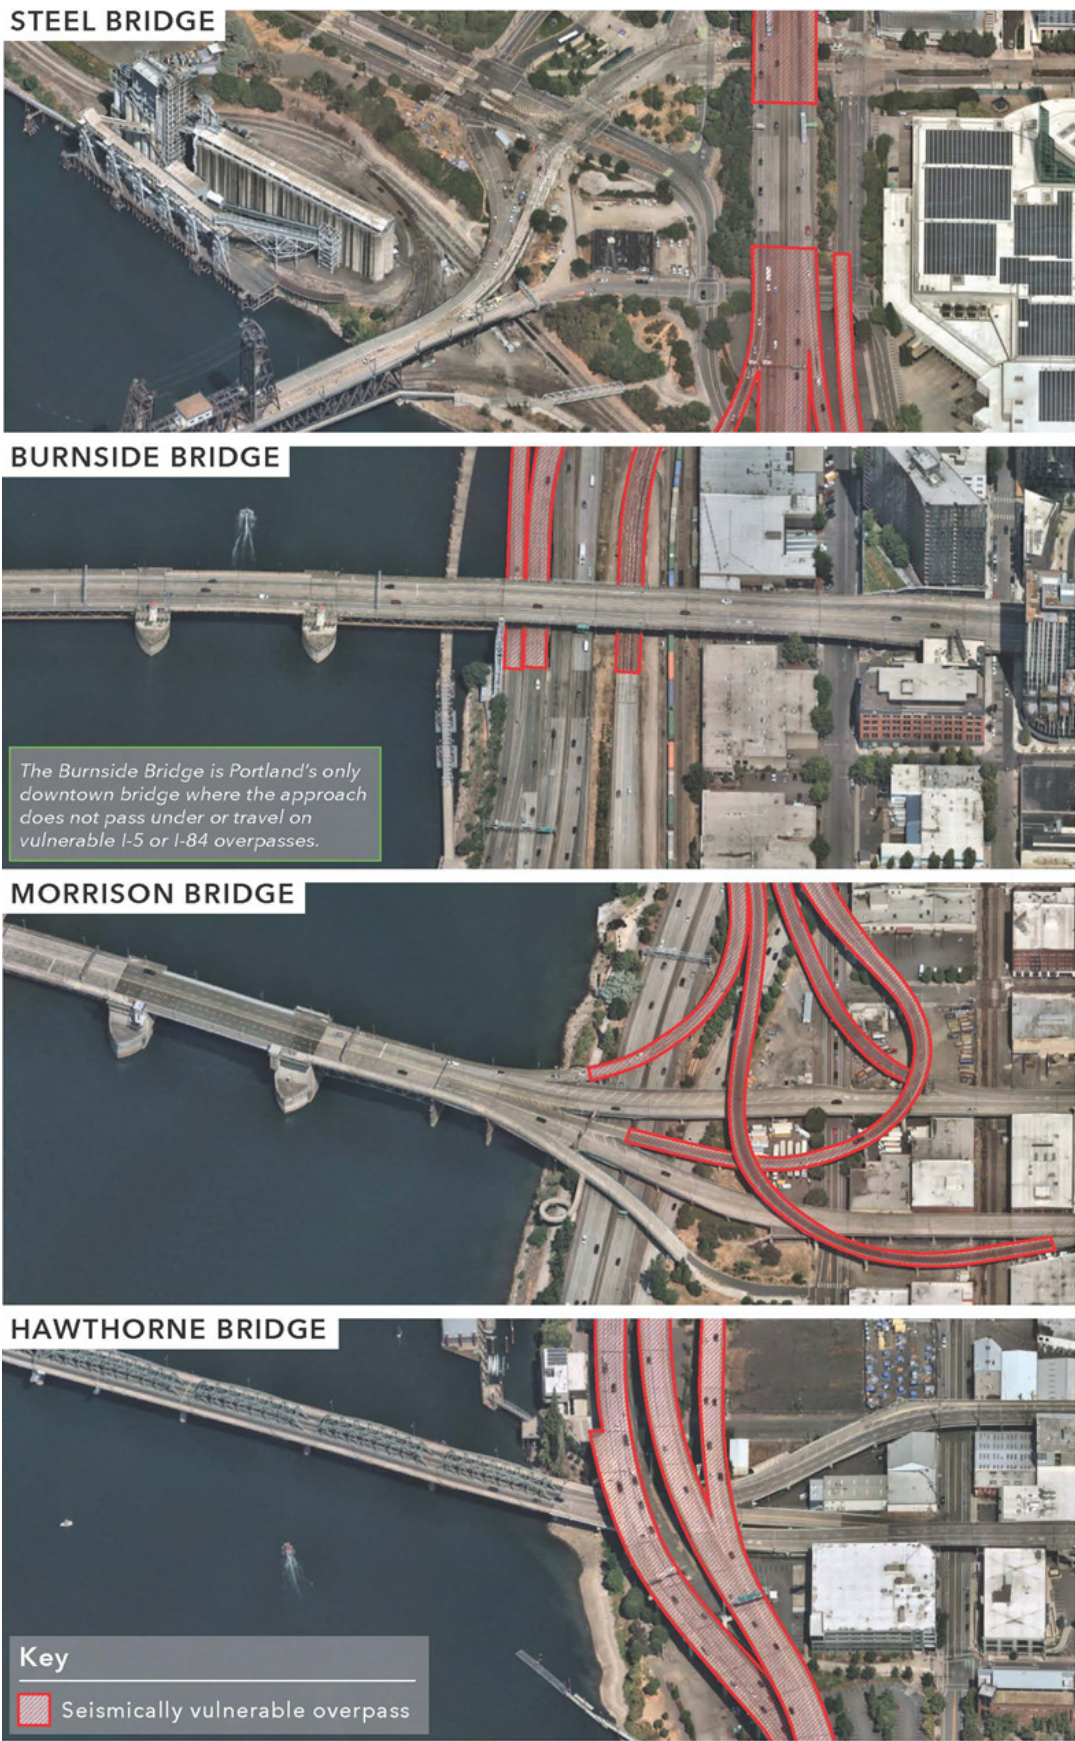 STEEL BRIDGE
BURNSIDE BRIDGE
The Burnside Bridge is Portland's only
downtown bridge where the approach
does not pass under or travel on
vulnerable I-5 or I-84 overpasses.
MORRISON BRIDGE
HAWTHORNE BRIDGE
Key
Seismically vulnerable overpass